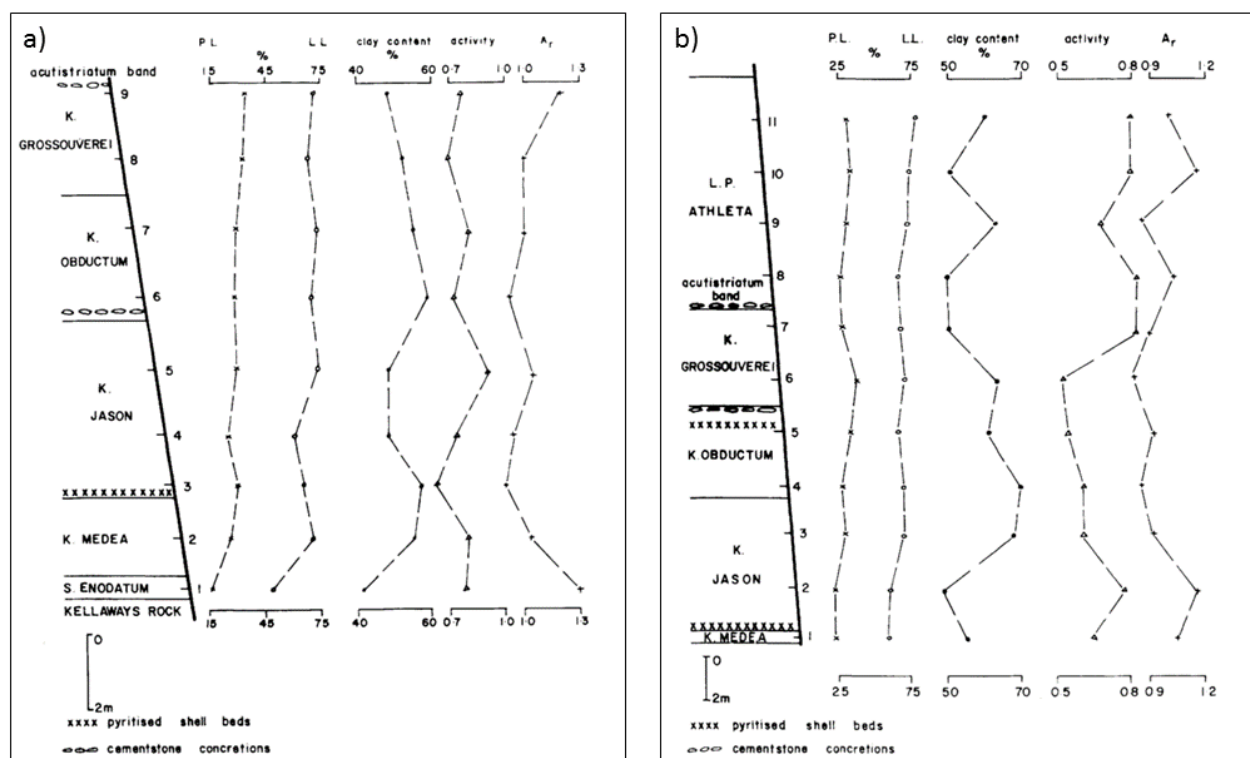 a)
P.L. % L.L. clay content % activity Aᵣ
15 45 75 40 60 0·7 1·0 1·0 1·3
acutistriatum band
9
K.
GROSSOUVEREI
8
7
K.
OBDUCTUM
6
5
K.
JASON
4
3
K. MEDEA 2
S. ENODATUM 1
KELLAWAYS ROCK
15 45 75 40 60 0·7 1·0 1·0 1·3
0
2m
xxxx pyritised shell beds
cementstone concretions
b)
P.L. % L.L. clay content % activity Aᵣ
25 75 50 70 0·5 0·8 0·9 1·2
11
10
L.P.
ATHLETA
9
8
acutistriatum
band
7
K.
GROSSOUVEREI
6
5
K.OBDUCTUM
4
3
K.
JASON 2
K.MEDEA 1
0
2m
25 75 50 70 0·5 0·8 0·9 1·2
xxxx pyritised shell beds
cementstone concretions